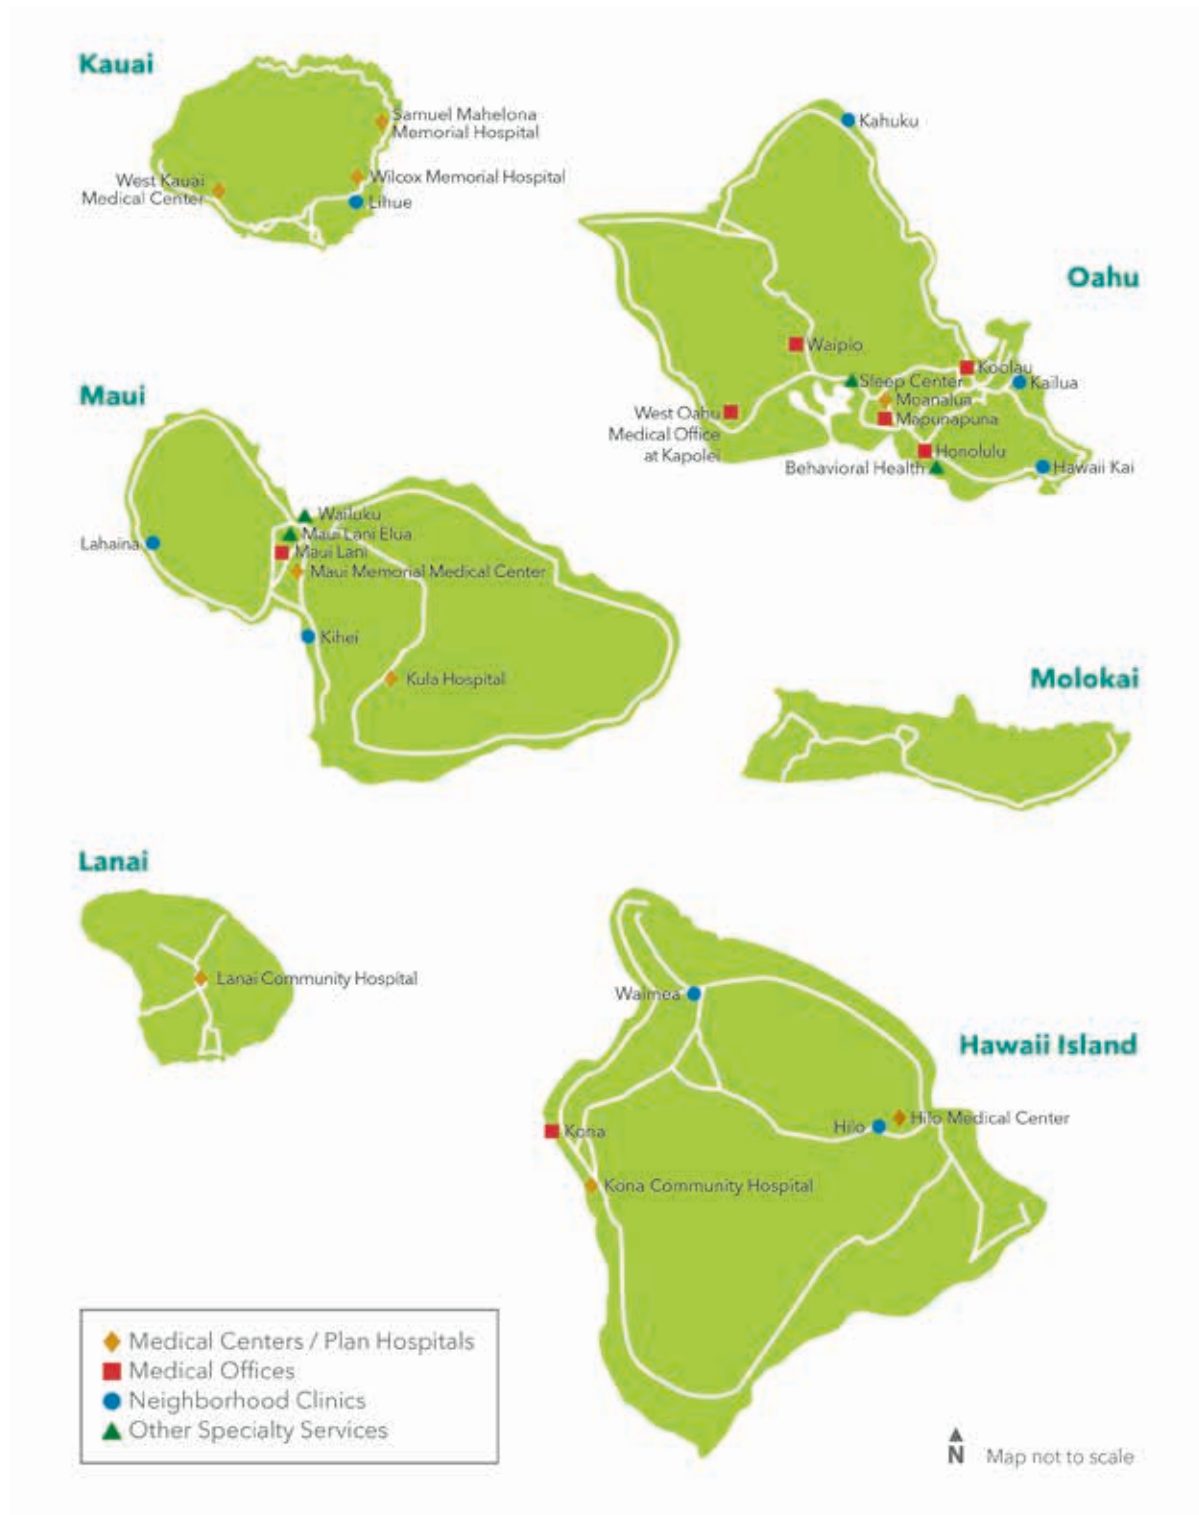 Kauai
Samuel Mahelona
Memorial Hospital
West Kauai
Medical Center
Wilcox Memorial Hospital
Lihue
Kahuku
Oahu
Waipio
Koolau
Sleep Center
Kailua
Moanalua
Mapunapuna
West Oahu
Medical Office
at Kapolei
Honolulu
Behavioral Health
Hawaii Kai
Maui
Wailuku
Maui Lani Elua
Lahaina
Maui Lani
Maui Memorial Medical Center
Kihei
Kula Hospital
Molokai
Lanai
Lanai Community Hospital
Waimea
Hawaii Island
Hilo Medical Center
Hilo
Kona
Kona Community Hospital
Medical Centers / Plan Hospitals
Medical Offices
Neighborhood Clinics
Other Specialty Services
N
Map not to scale